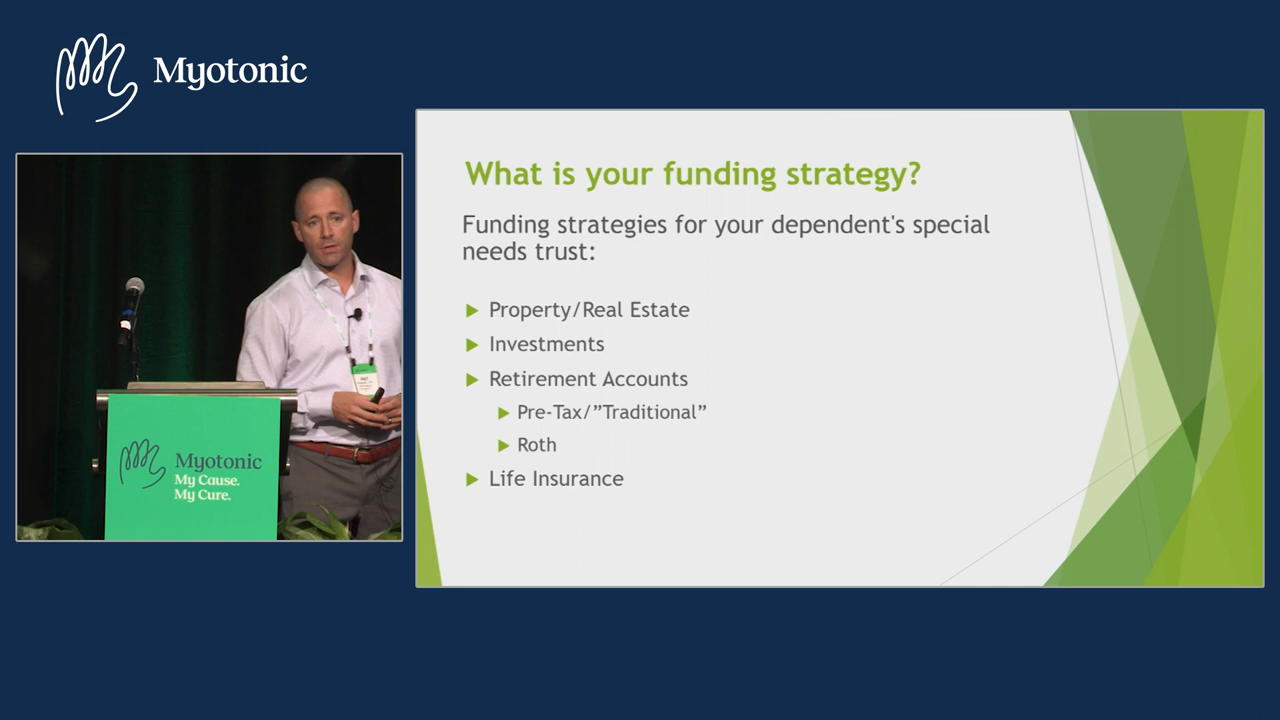 Myotonic
What is your funding strategy?
Funding strategies for your dependent's special
needs trust:
Property/Real Estate
Investments
Retirement Accounts
Pre-Tax/”Traditional”
Roth
Life Insurance
Myotonic
My Cause.
My Cure.